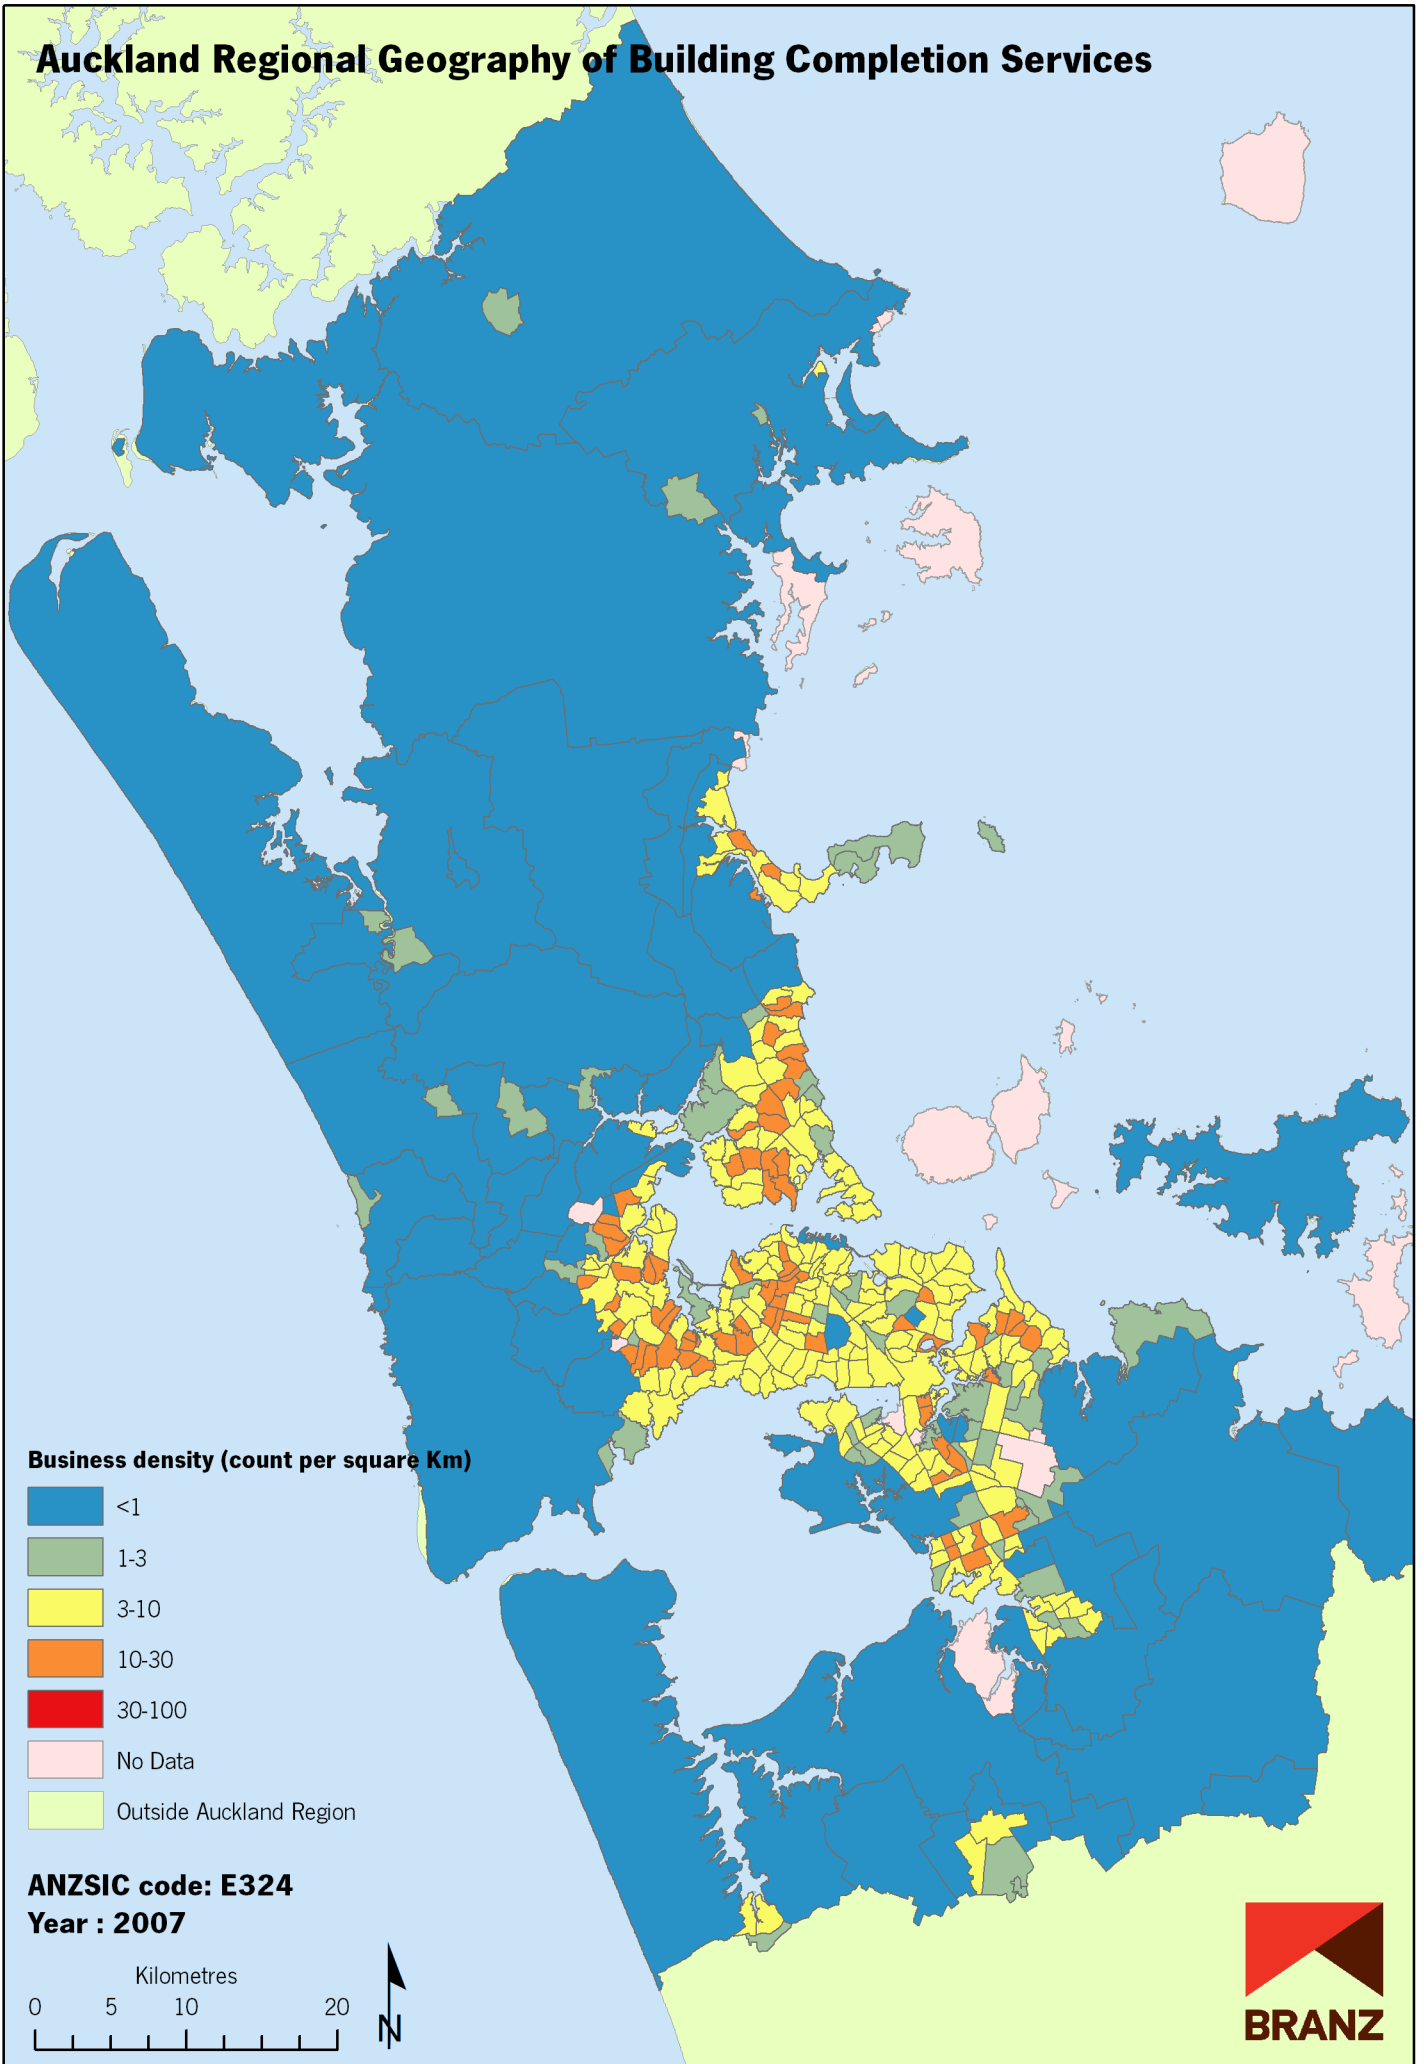 Auckland Regional Geography of Building Completion Services
Business density (count per square Km)
<1
1-3
3-10
10-30
30-100
No Data
Outside Auckland Region
ANZSIC code: E324
Year : 2007
Kilometres
0 5 10 20
N
BRANZ